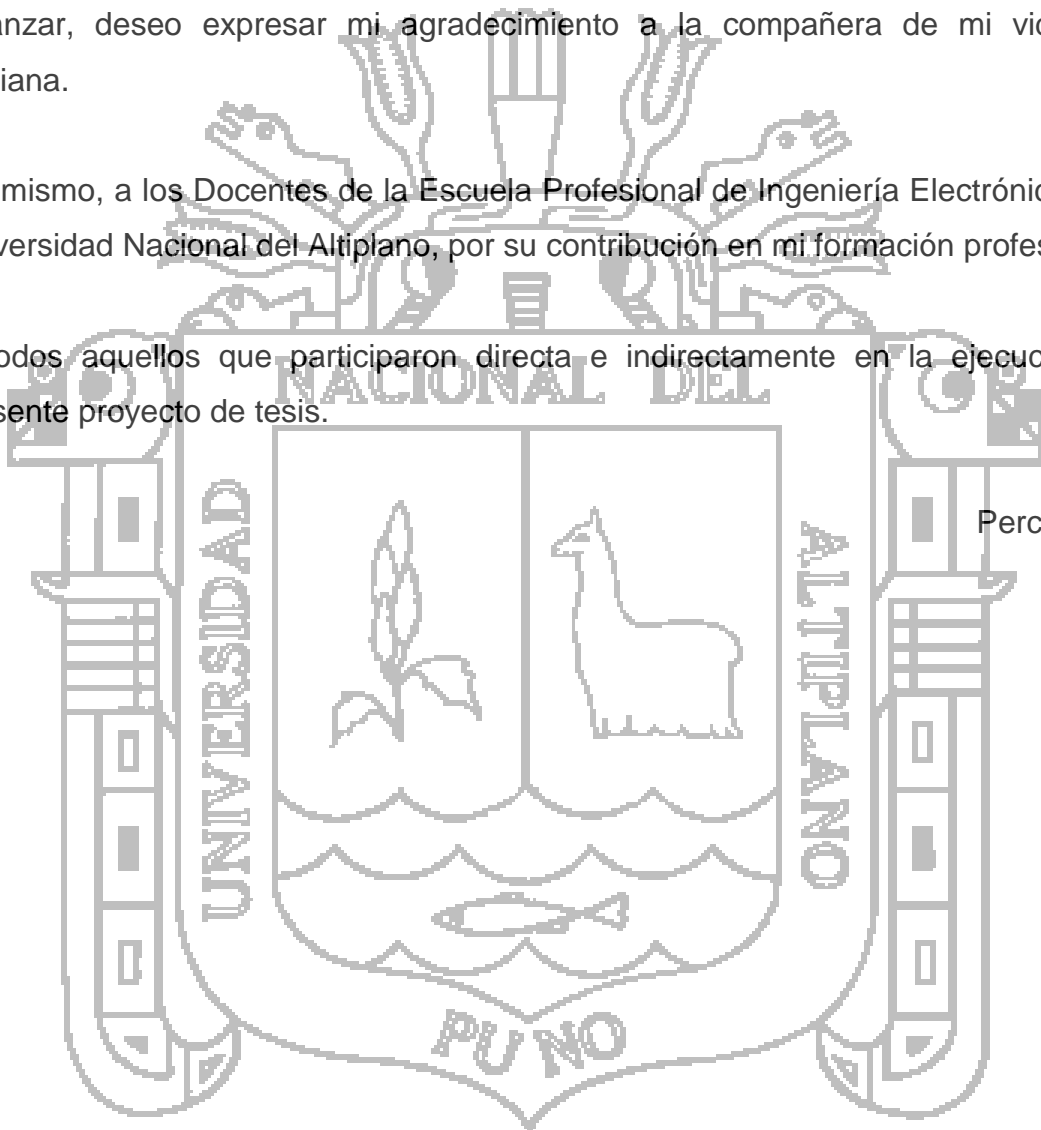 anzar, deseo expresar mi agradecimiento a la compañera de mi vid
iana.
mismo, a los Docentes de la Escuela Profesional de Ingeniería Electrónic
versidad Nacional del Altiplano, por su contribución en mi formación profes
odos aquellos que participaron directa e indirectamente en la ejecuc
sente proyecto de tesis.
Perc
UNIVERSIDAD
NACIONAL DEL
ALTIPLANO
PUNO